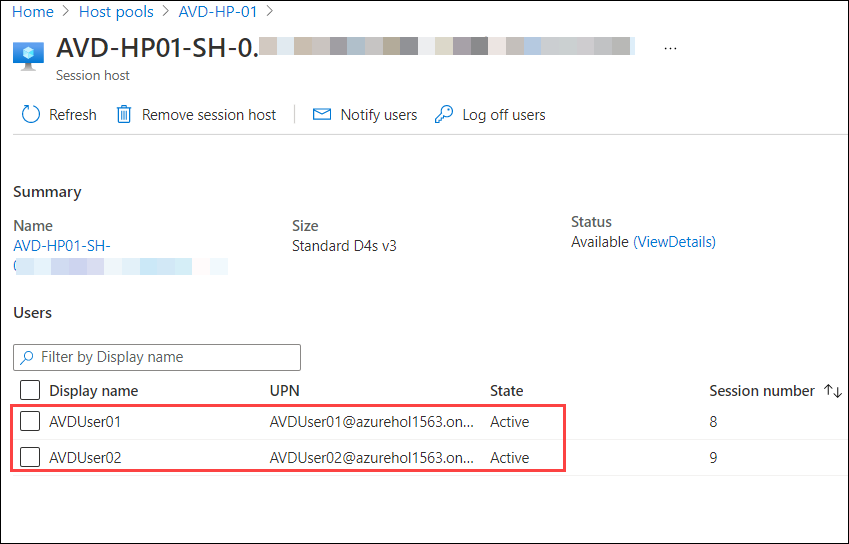 Home > Host pools > AVD-HP-01 >
AVD-HP01-SH-0. ...
Session host
Refresh Remove session host Notify users Log off users
Summary
Name Size Status
AVD-HP01-SH- Standard D4s v3 Available (ViewDetails)
Users
Filter by Display name
Display name UPN State Session number
AVDUser01 AVDUser01@azurehol1563.on... Active 8
AVDUser02 AVDUser02@azurehol1563.on... Active 9